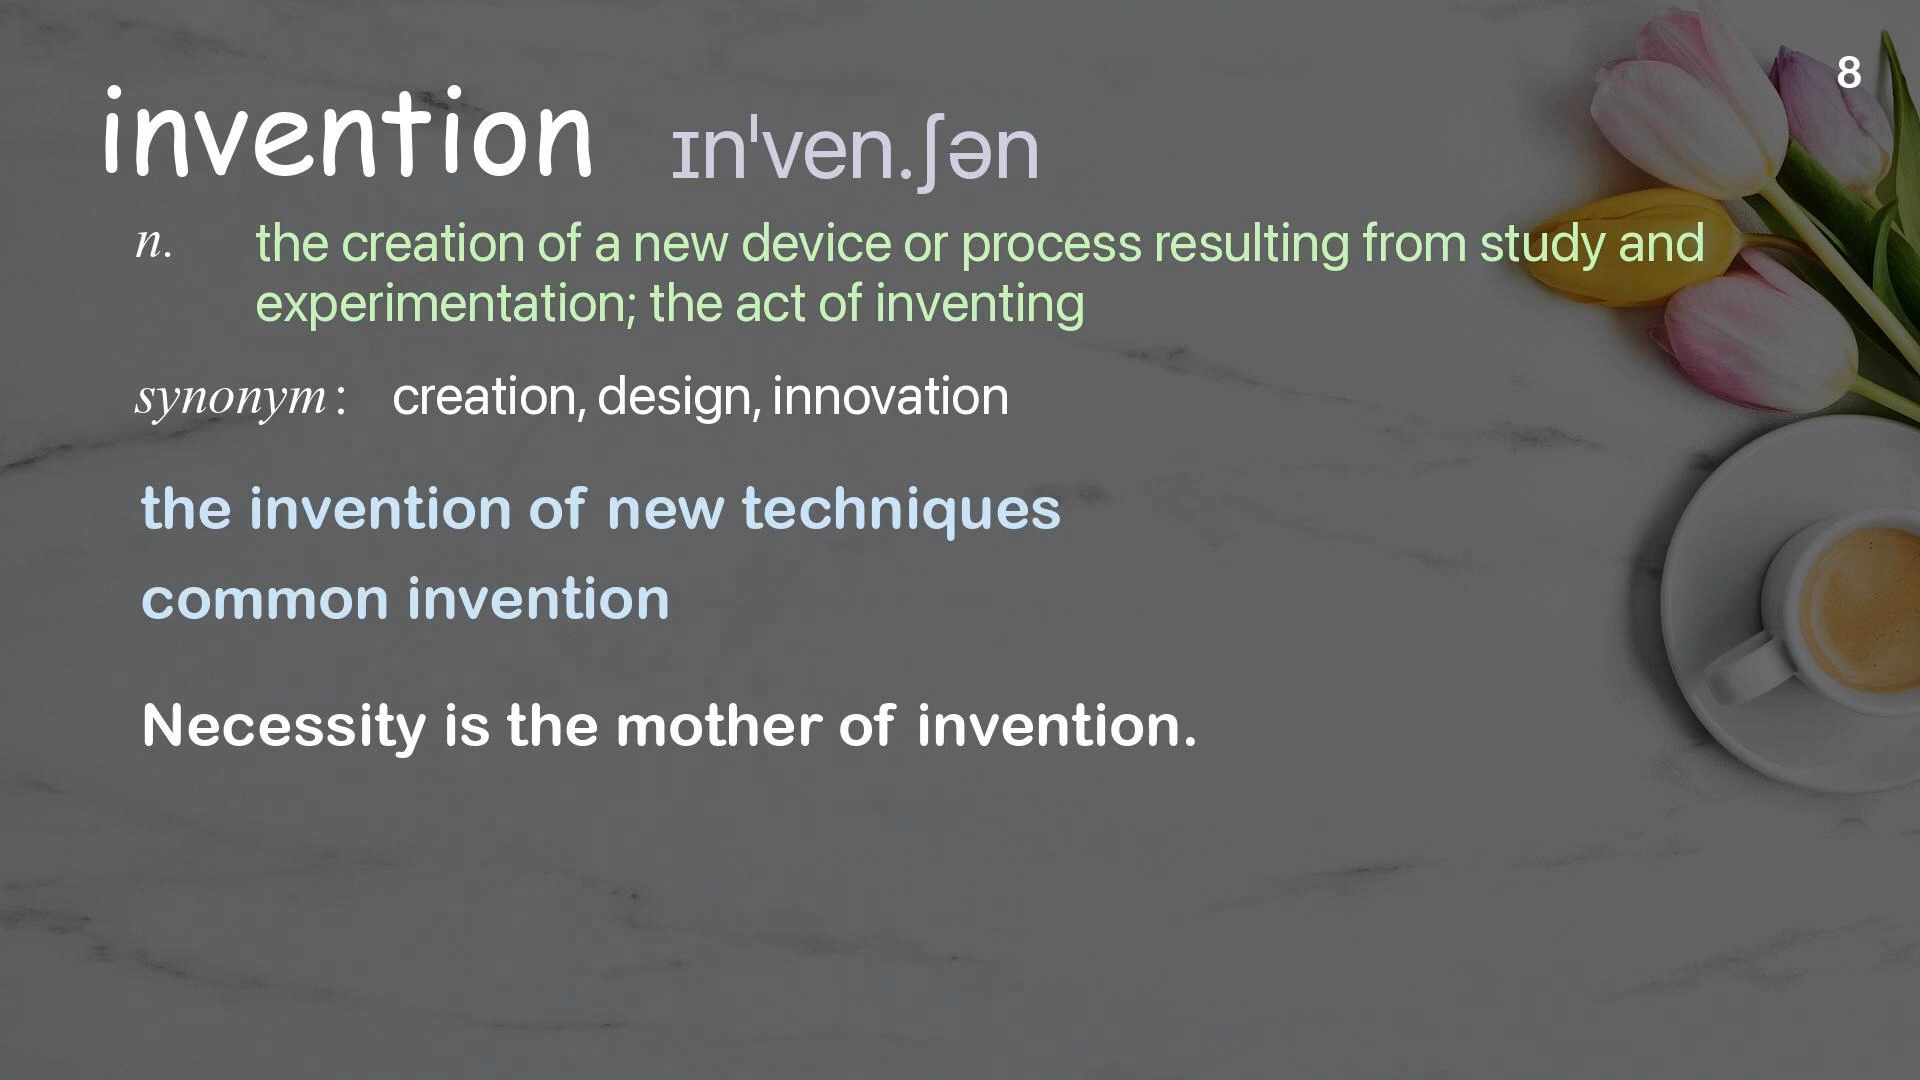 8
invention ɪnˈven.ʃən
n. the creation of a new device or process resulting from study and
experimentation; the act of inventing
synonym: creation, design, innovation
the invention of new techniques
common invention
Necessity is the mother of invention.